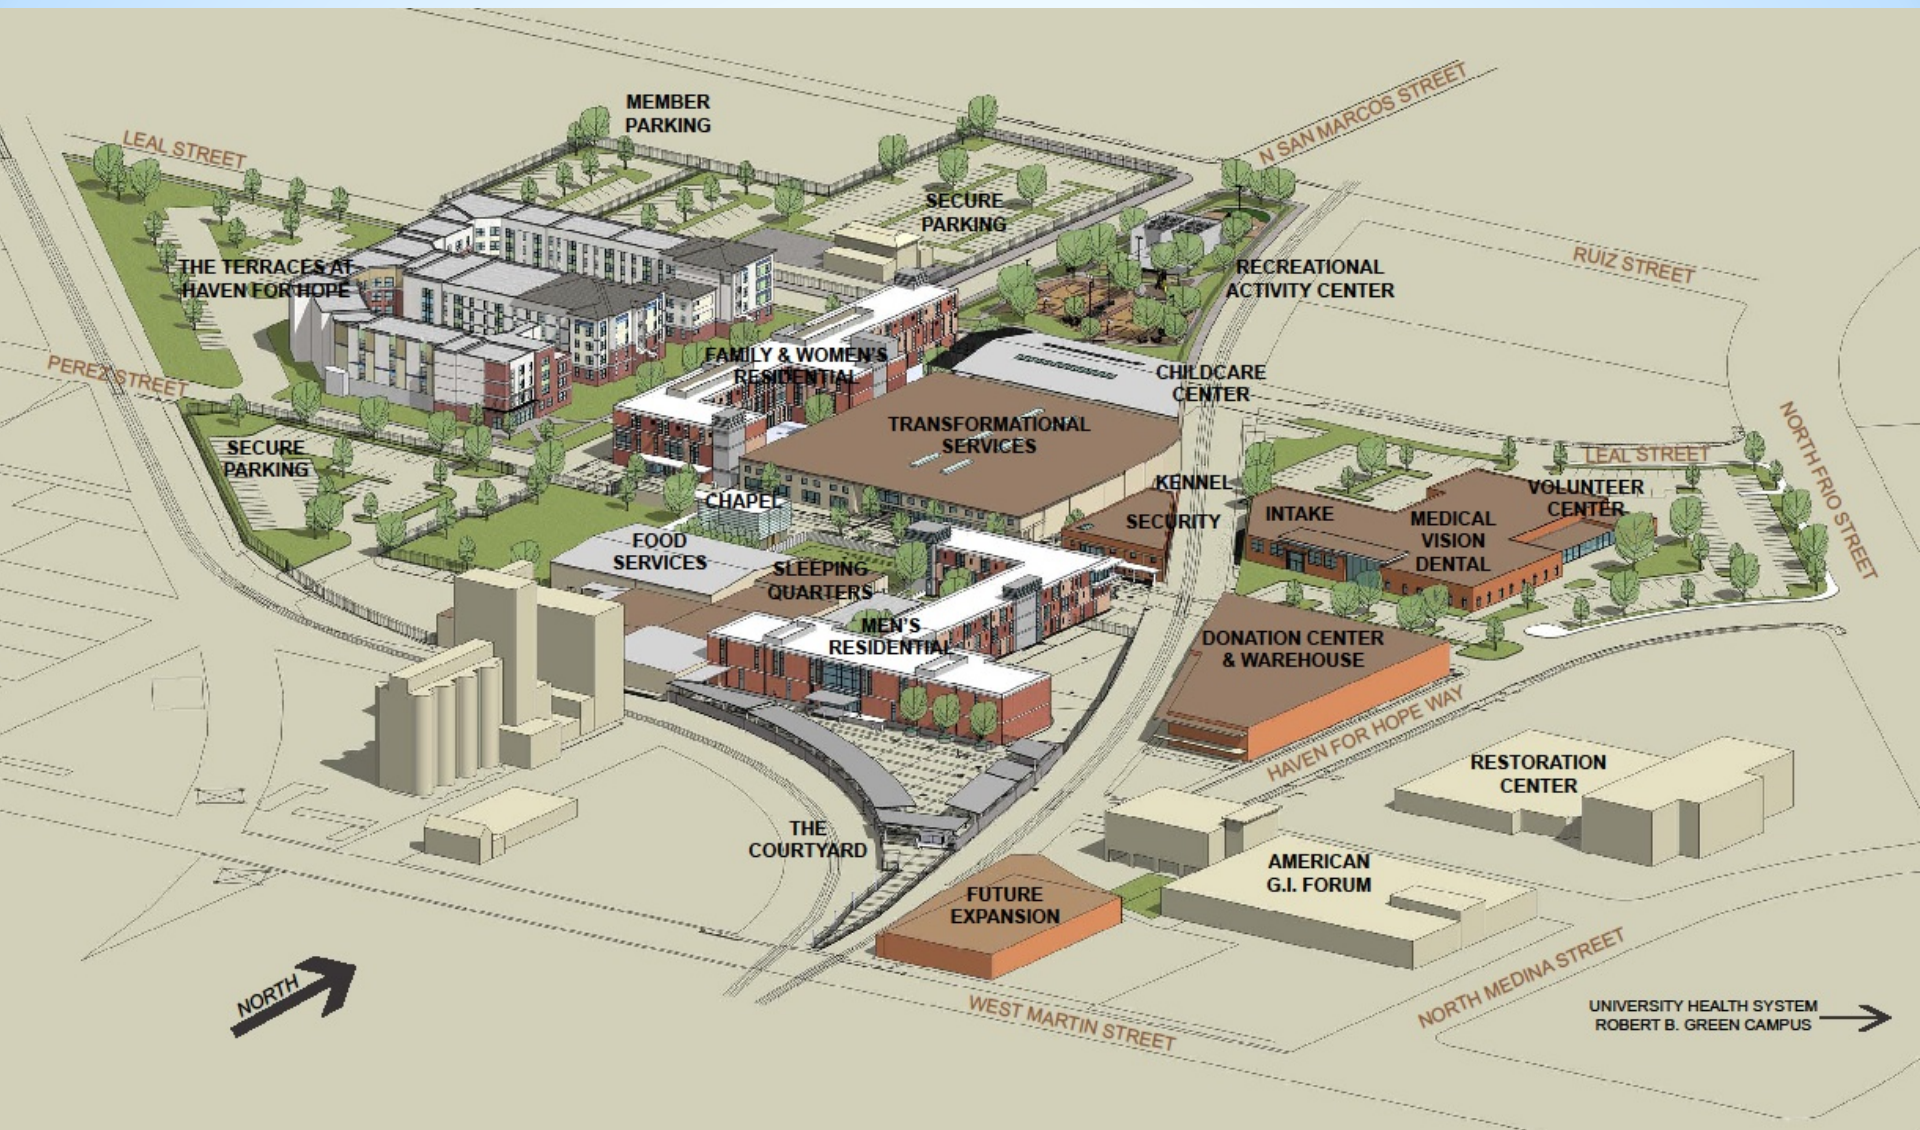 MEMBER
PARKING
N SAN MARCOS STREET
LEAL STREET
SECURE
PARKING
THE TERRACES AT
HAVEN FOR HOPE
RECREATIONAL
ACTIVITY CENTER
RUIZ STREET
PEREZ STREET
FAMILY & WOMEN'S
RESIDENTIAL
CHILDCARE
CENTER
TRANSFORMATIONAL
SERVICES
SECURE
PARKING
LEAL STREET
NORTH FRIO STREET
KENNEL
VOLUNTEER
CENTER
CHAPEL
SECURITY
INTAKE
MEDICAL
VISION
DENTAL
FOOD
SERVICES
SLEEPING
QUARTERS
MEN'S
RESIDENTIAL
DONATION CENTER
& WAREHOUSE
HAVEN FOR HOPE WAY
RESTORATION
CENTER
THE
COURTYARD
AMERICAN
G.I. FORUM
FUTURE
EXPANSION
NORTH
WEST MARTIN STREET
NORTH MEDINA STREET
UNIVERSITY HEALTH SYSTEM
ROBERT B. GREEN CAMPUS